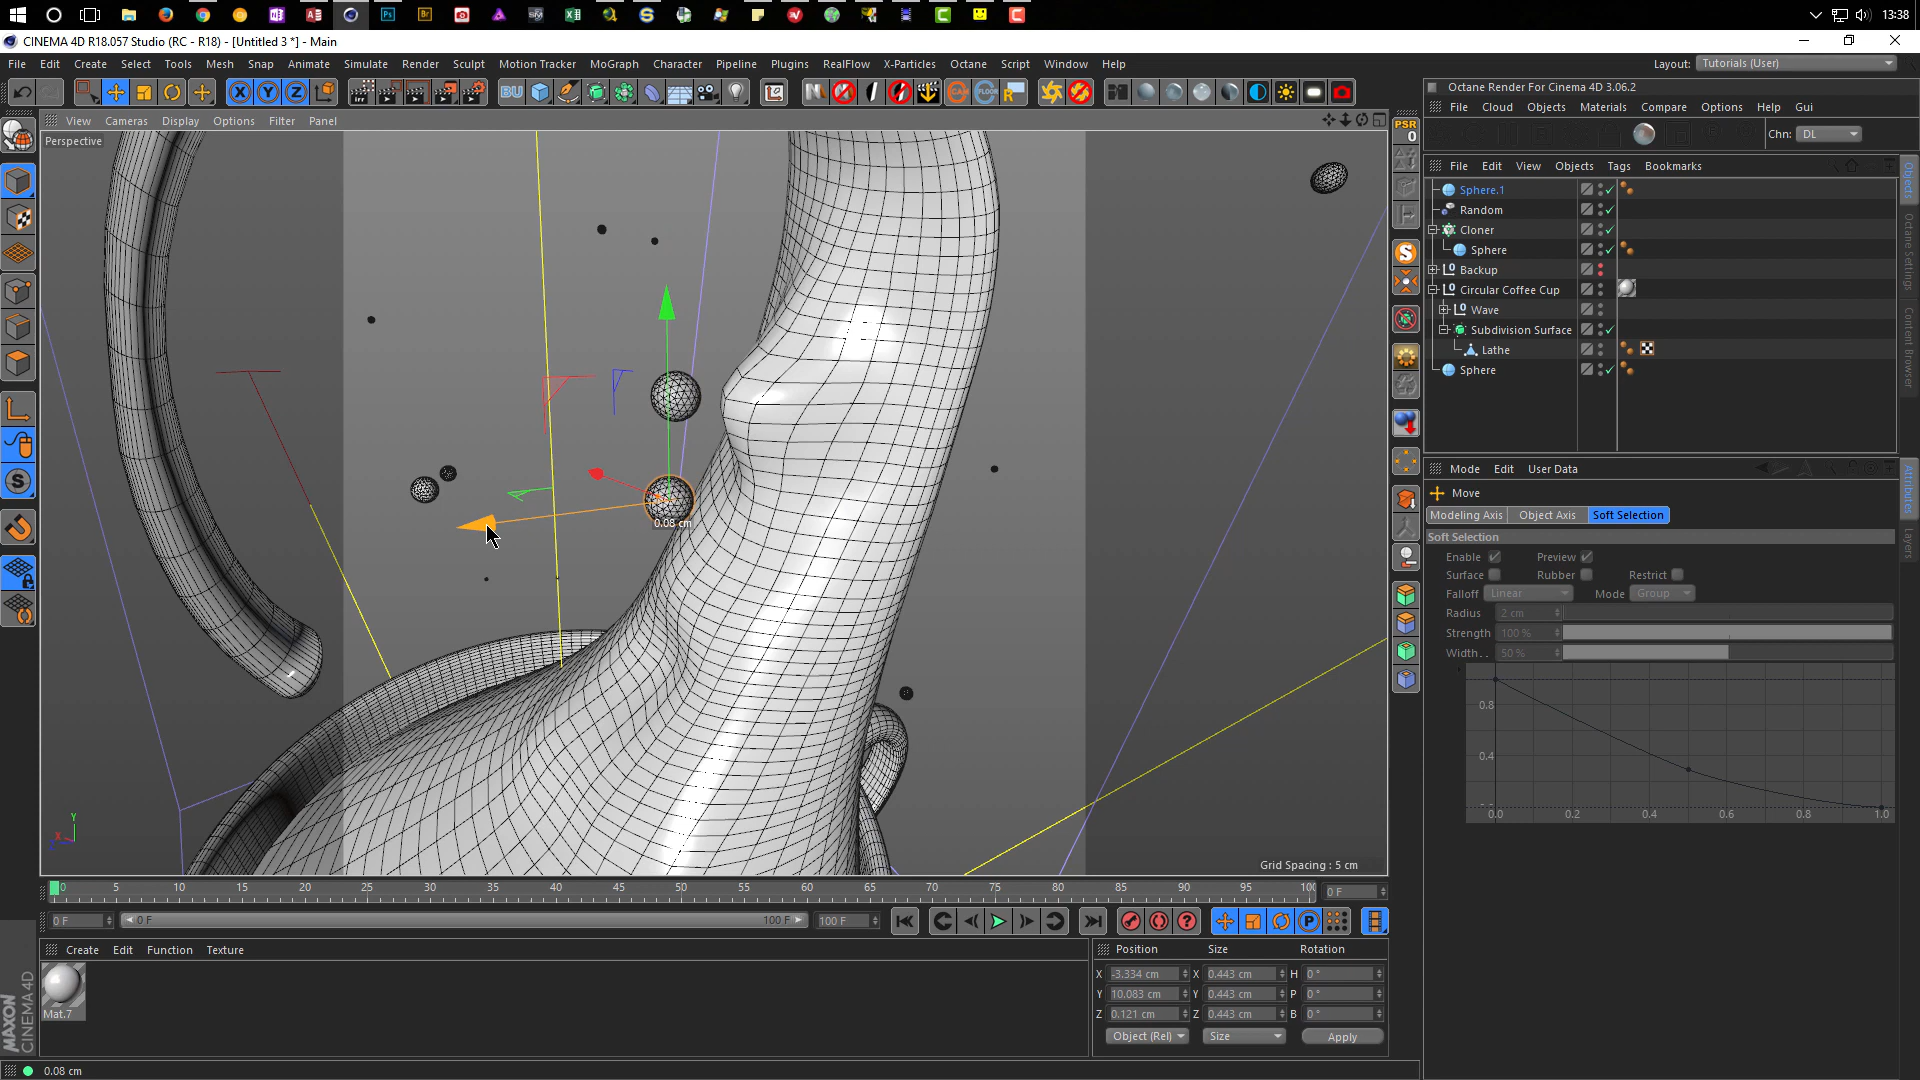 13:38
CINEMA 4D R18.057 Studio (RC - R18) - [Untitled 3 *] - Main
File Edit Create Select Tools Mesh Snap Animate Simulate Render Sculpt Motion Tracker MoGraph Character Pipeline Plugins RealFlow X-Particles Octane Script Window Help
Layout: Tutorials (User)
View Cameras Display Options Filter Panel
Perspective
0.08 cm
Grid Spacing : 5 cm
PSR
0
Octane Render For Cinema 4D 3.06.2
File Cloud Objects Materials Compare Options Help Gui
Chn: DL
File Edit View Objects Tags Bookmarks
Sphere.1
Random
Cloner
Sphere
Backup
Circular Coffee Cup
Wave
Subdivision Surface
Lathe
Sphere
Objects
Octane Settings
Content Browser
Attributes
Layers
Mode Edit User Data
Move
Modeling Axis Object Axis Soft Selection
Soft Selection
Enable Preview
Surface Rubber Restrict
Falloff Linear Mode Group
Radius 2 cm
Strength 100 %
Width . . 50 %
0.8
0.4
0.0 0.2 0.4 0.6 0.8 1.0
0 5 10 15 20 25 30 35 40 45 50 55 60 65 70 75 80 85 90 95 100
0 F
0 F 0 F 100 F 100 F
Create Edit Function Texture
Mat.7
Position Size Rotation
X -3.334 cm X 0.443 cm H 0 °
Y 10.083 cm Y 0.443 cm P 0 °
Z 0.121 cm Z 0.443 cm B 0 °
Object (Rel) Size Apply
MAXON
CINEMA 4D
0.08 cm